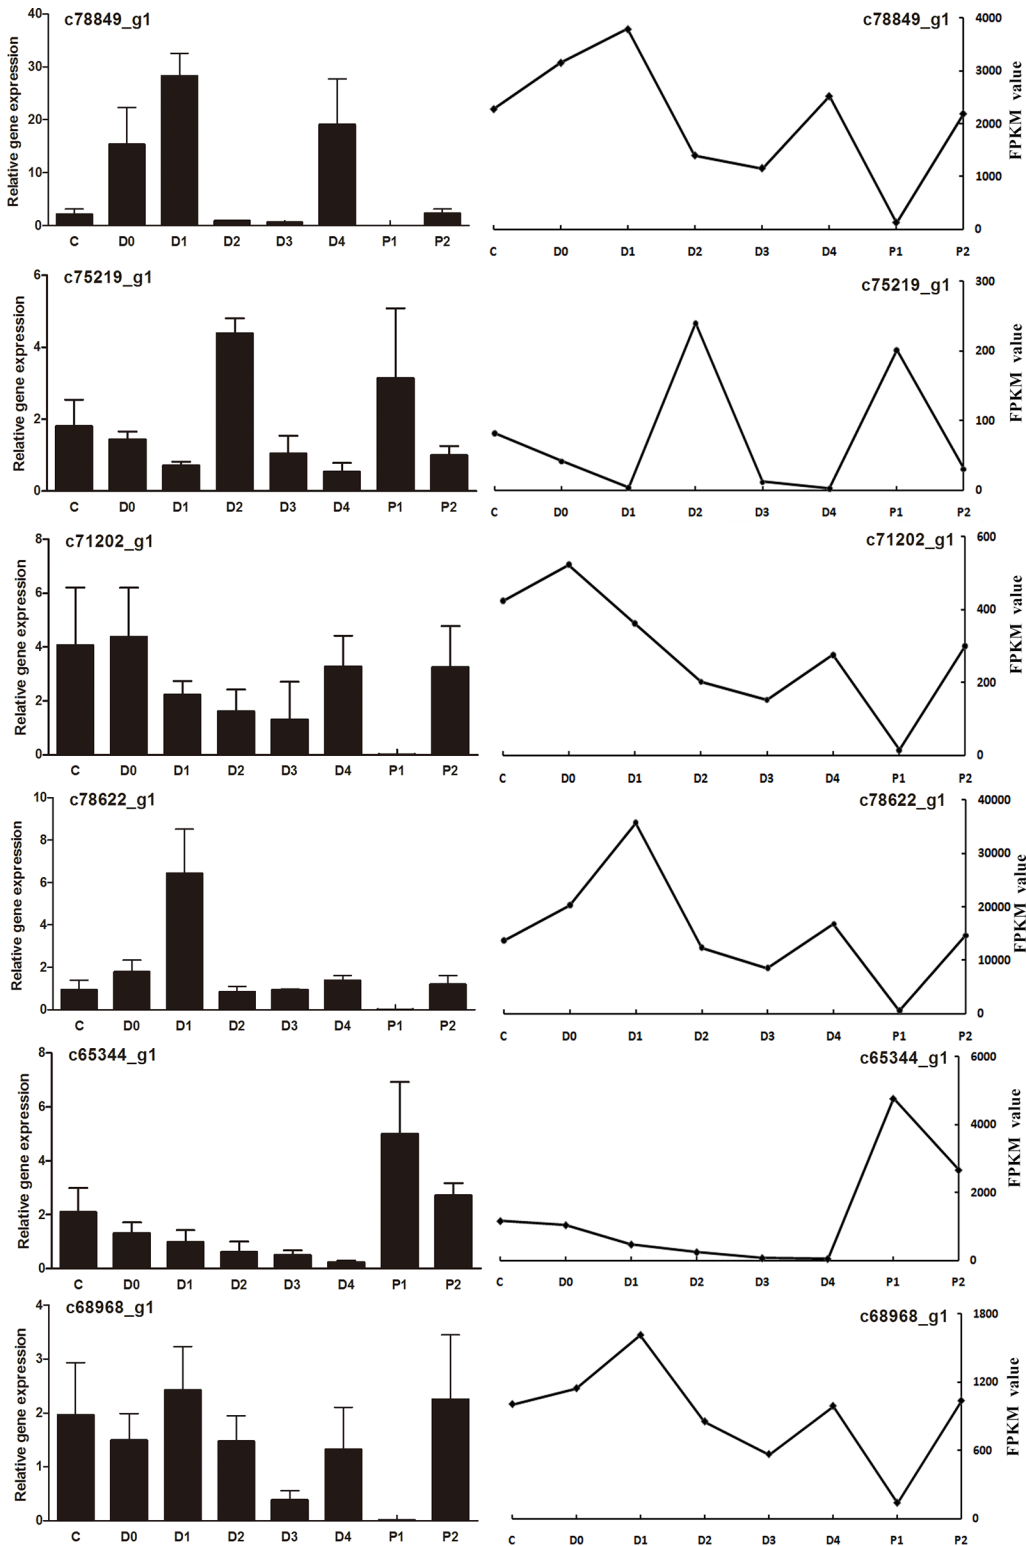 c78849_g1
Relative gene expression
40
30
20
10
0
C D0 D1 D2 D3 D4 P1 P2
c78849_g1
FPKM value
4000
3000
2000
1000
0
C D0 D1 D2 D3 D4 P1 P2
c75219_g1
Relative gene expression
6
4
2
0
C D0 D1 D2 D3 D4 P1 P2
c75219_g1
FPKM value
300
200
100
0
C D0 D1 D2 D3 D4 P1 P2
c71202_g1
Relative gene expression
8
6
4
2
0
C D0 D1 D2 D3 D4 P1 P2
c71202_g1
FPKM value
600
400
200
0
C D0 D1 D2 D3 D4 P1 P2
c78622_g1
Relative gene expression
10
8
6
4
2
0
C D0 D1 D2 D3 D4 P1 P2
c78622_g1
FPKM value
40000
30000
20000
10000
0
C D0 D1 D2 D3 D4 P1 P2
c65344_g1
Relative gene expression
8
6
4
2
0
C D0 D1 D2 D3 D4 P1 P2
c65344_g1
FPKM value
6000
4000
2000
0
C D0 D1 D2 D3 D4 P1 P2
c68968_g1
Relative gene expression
4
3
2
1
0
C D0 D1 D2 D3 D4 P1 P2
c68968_g1
FPKM value
1800
1200
600
0
C D0 D1 D2 D3 D4 P1 P2